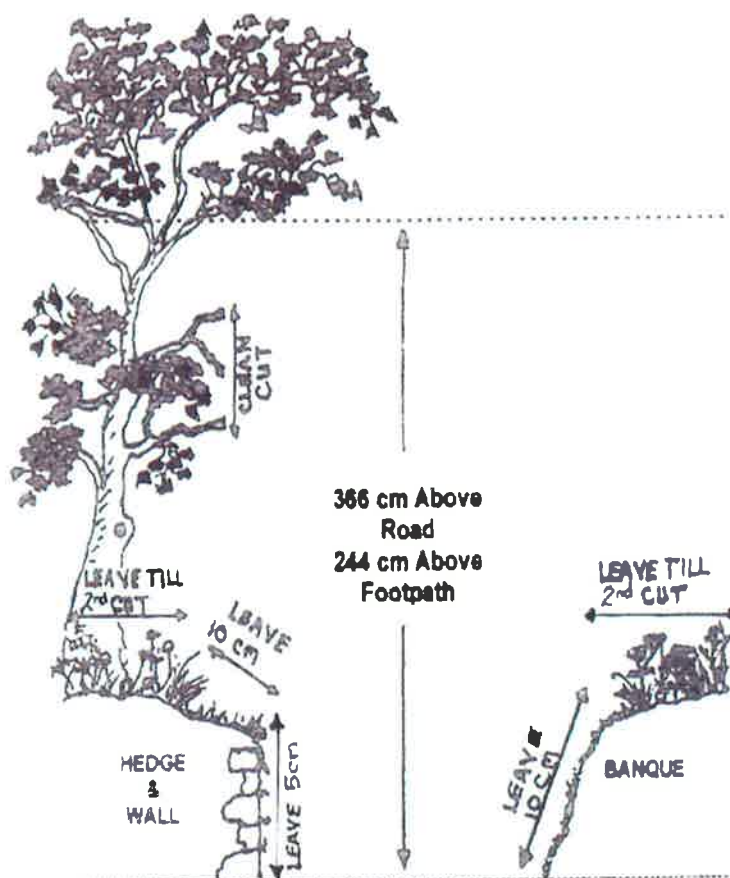 CLEAN
CUT
366 cm Above
Road
244 cm Above
Footpath
LEAVE TILL
2nd CUT
LEAVE
10 CM
LEAVE TILL
2nd CUT
HEDGE
&
WALL
LEAVE 5cm
LEAVE
10 CM
BANQUE